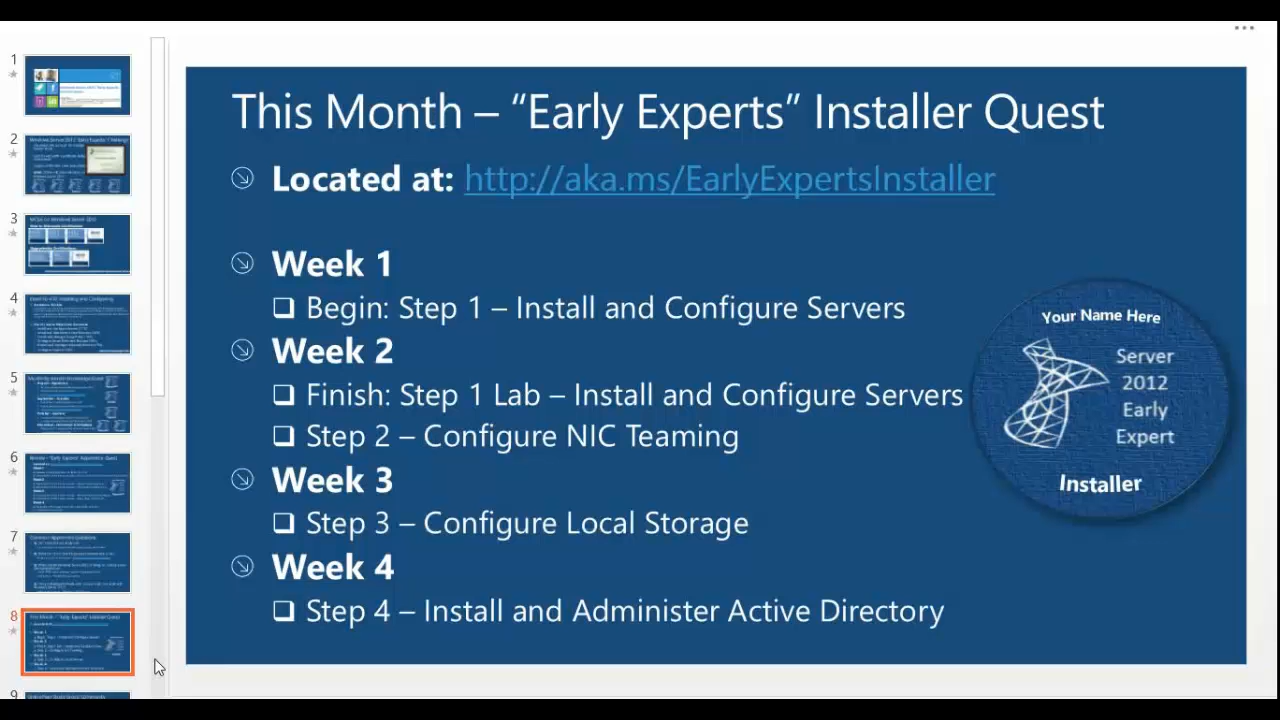 This Month – “Early Experts” Installer Quest
Located at: http://aka.ms/EarlyExpertsInstaller
Week 1
Begin: Step 1 – Install and Configure Servers
Week 2
Finish: Step 1 Lab – Install and Configure Servers
Step 2 – Configure NIC Teaming
Week 3
Step 3 – Configure Local Storage
Week 4
Step 4 – Install and Administer Active Directory
Your Name Here
Server
2012
Early
Expert
Installer
1
2
3
4
5
6
7
8
9